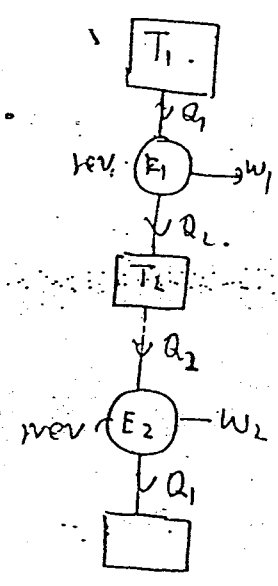 T₁.
Q₁
rev. E₁ W₁
Q₂.
T₂
Q₂
rev E₂ W₂
Q₁